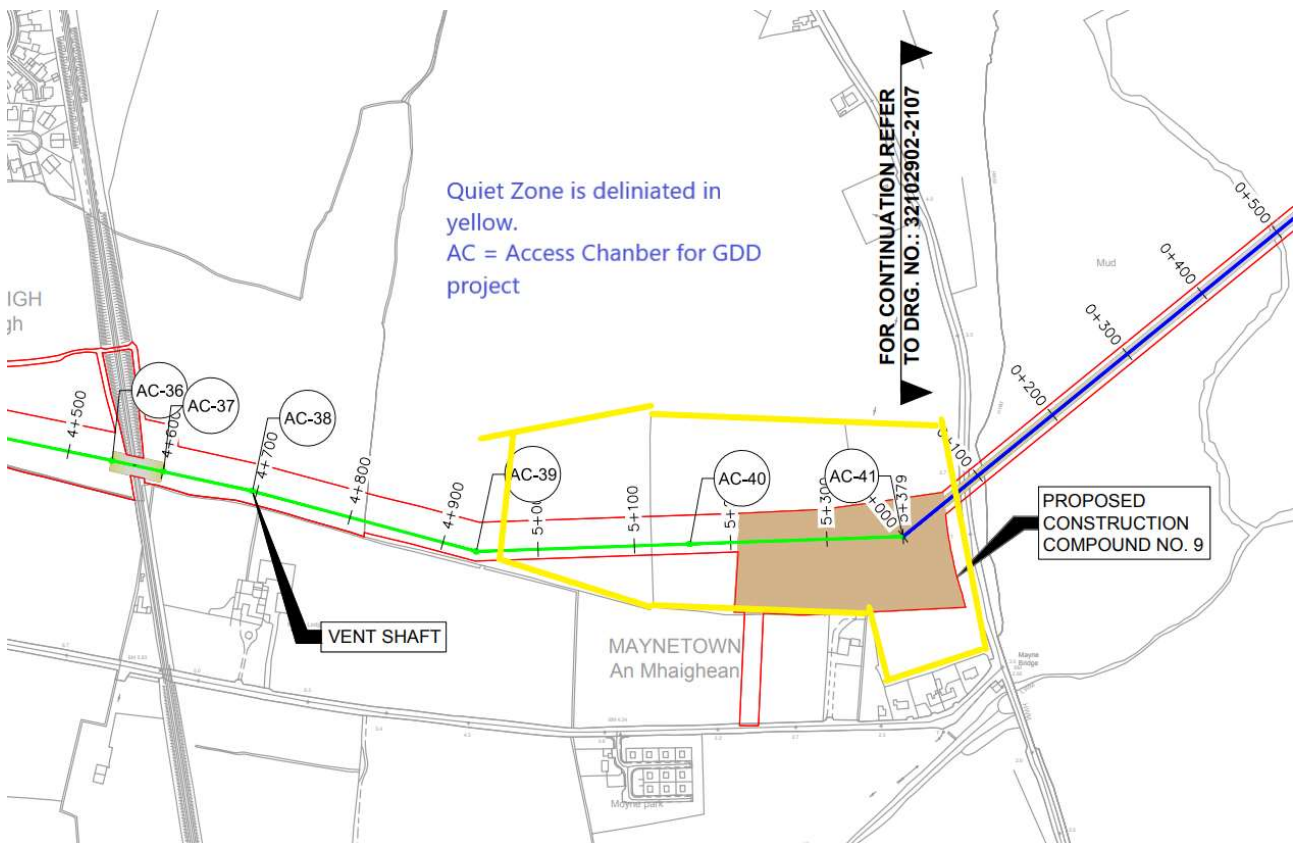 Quiet Zone is deliniated in
yellow.
AC = Access Chanber for GDD
project
FOR CONTINUATION REFER
TO DRG. NO.: 32102902-2107
0+500
0+400
0+300
0+200
0+100
Mud
IGH
gh
AC-36
AC-37
AC-38
AC-39
AC-40
AC-41
4+500
4+600
4+700
4+800
4+900
5+00
5+100
5+2
5+300
+000
5+379
PROPOSED
CONSTRUCTION
COMPOUND NO. 9
VENT SHAFT
MAYNETOWN
An Mhaighean
Mayne
Bridge
Moyne park